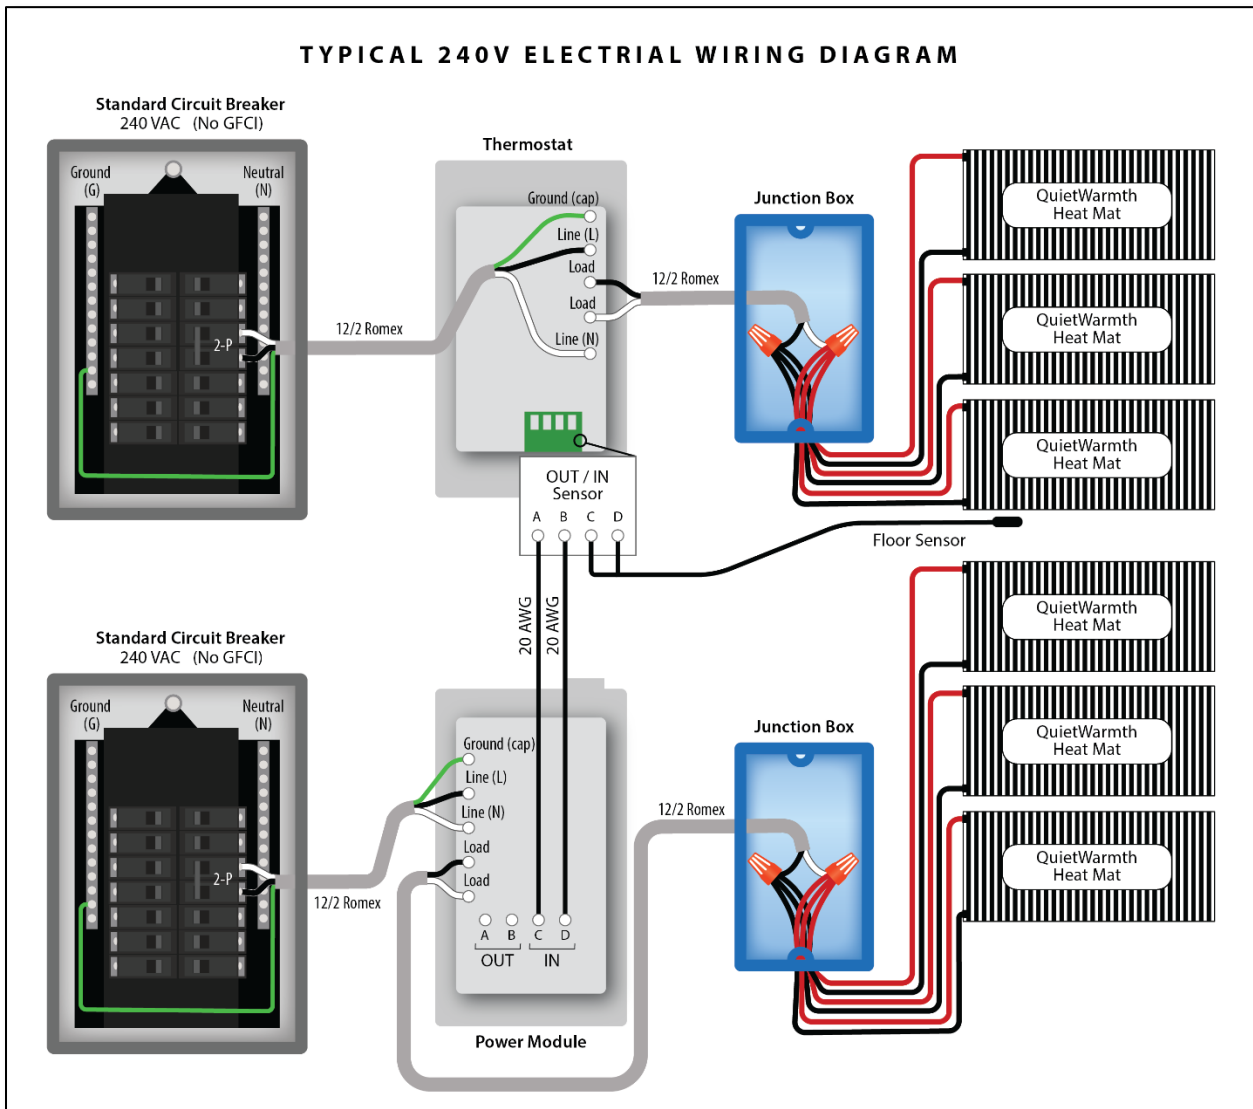 TYPICAL 240V ELECTRIAL WIRING DIAGRAM
Standard Circuit Breaker
240 VAC (No GFCI)
Ground
(G)
Neutral
(N)
2-P
12/2 Romex
Thermostat
Ground (cap)
Line (L)
Load
Load
Line (N)
OUT / IN
Sensor
A B C D
12/2 Romex
Junction Box
QuietWarmth
Heat Mat
QuietWarmth
Heat Mat
QuietWarmth
Heat Mat
Floor Sensor
20 AWG
20 AWG
Standard Circuit Breaker
240 VAC (No GFCI)
Ground
(G)
Neutral
(N)
2-P
12/2 Romex
Ground (cap)
Line (L)
Line (N)
Load
Load
A B C D
OUT IN
Power Module
12/2 Romex
Junction Box
QuietWarmth
Heat Mat
QuietWarmth
Heat Mat
QuietWarmth
Heat Mat